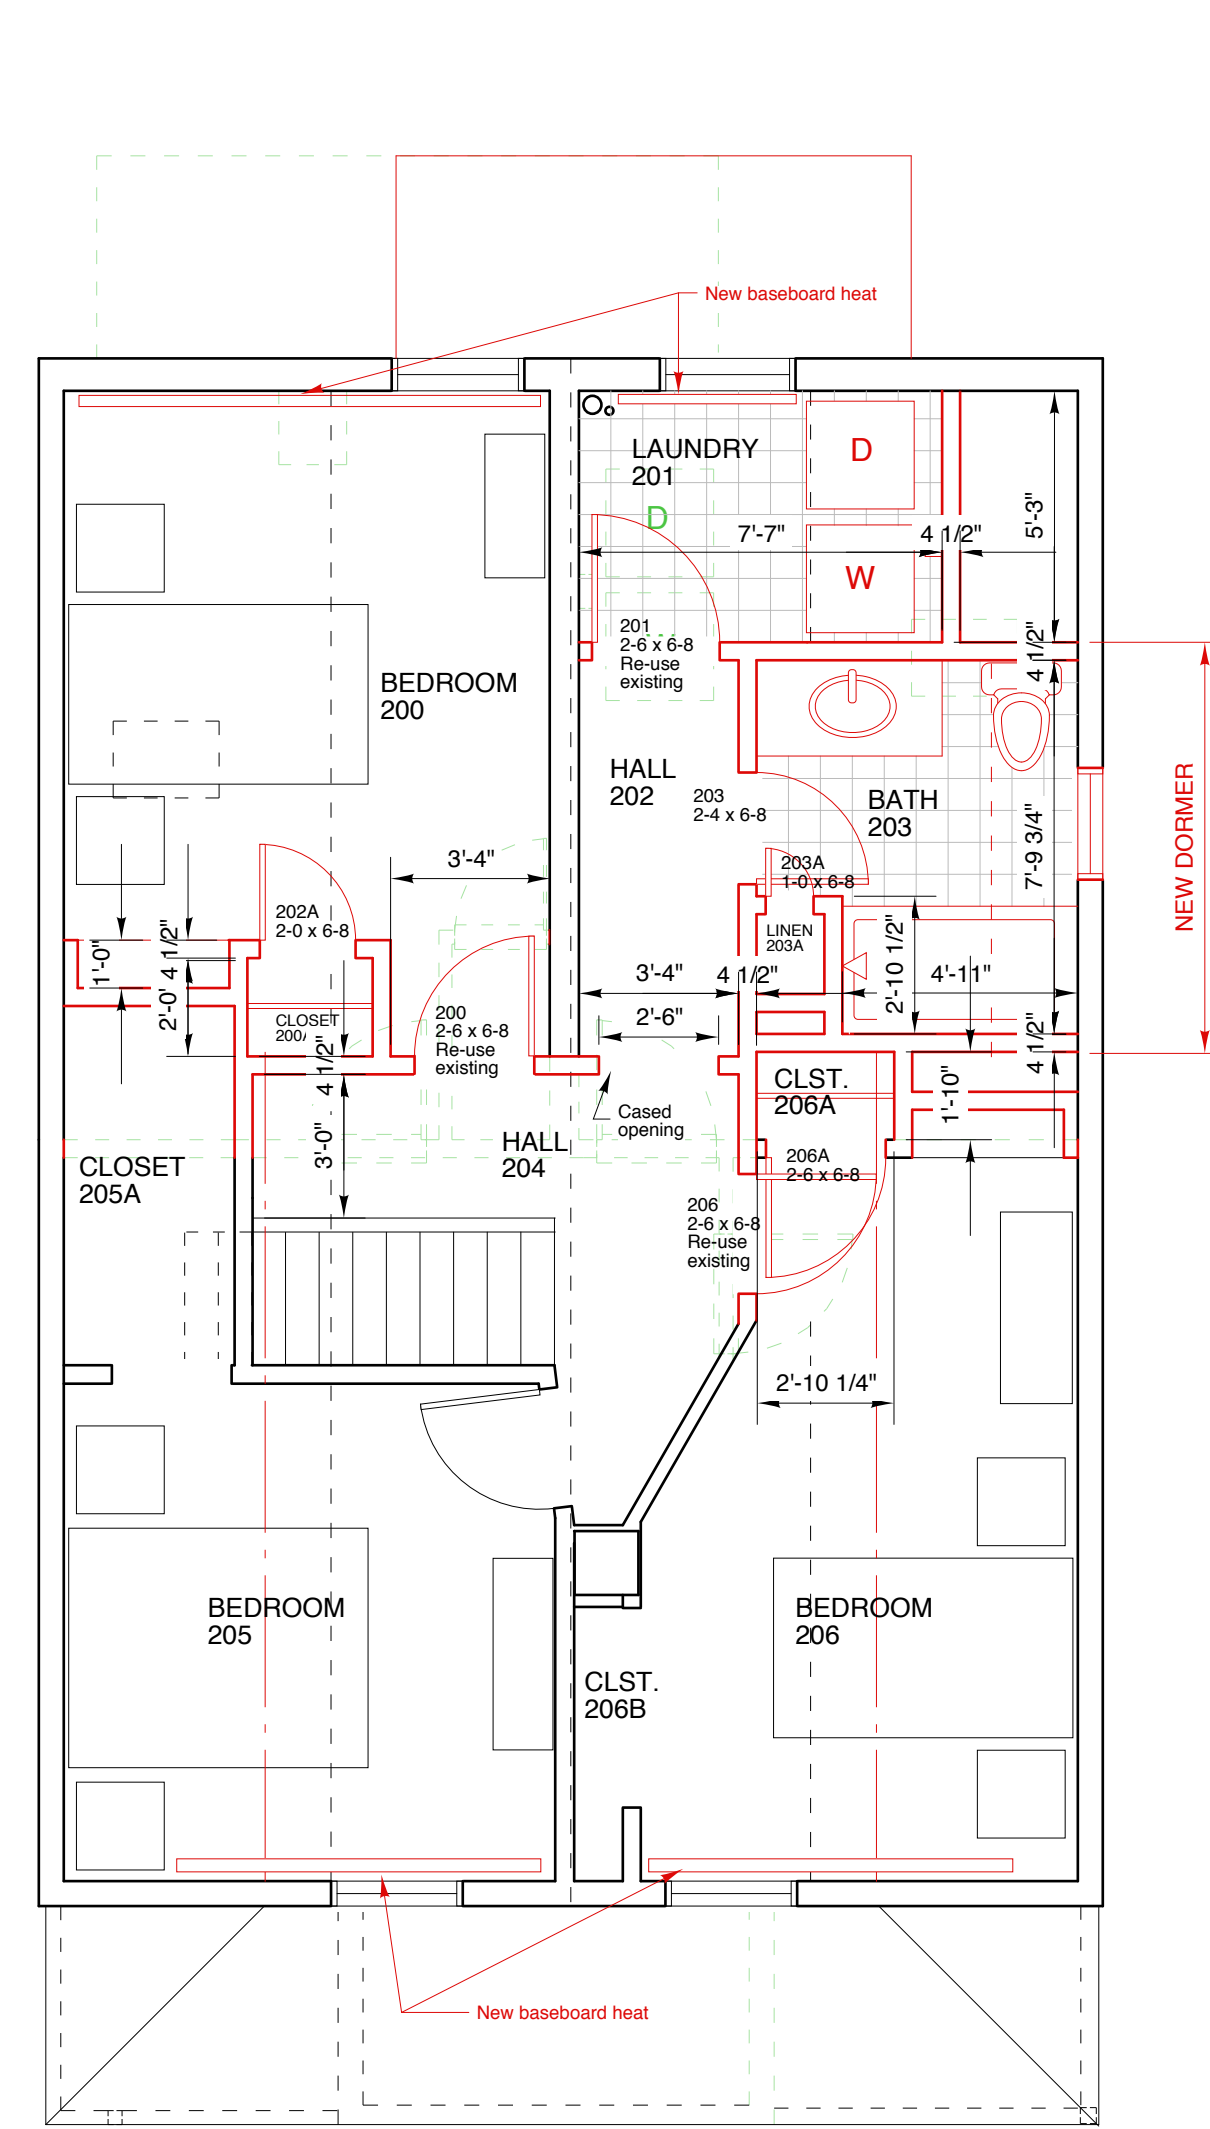 New baseboard heat
LAUNDRY
201
D
D
7'-7"
4 1/2"
5'-3"
W
201
2-6 x 6-8
Re-use
existing
4 1/2"
BEDROOM
200
HALL
202
203
2-4 x 6-8
BATH
203
7'-9 3/4"
NEW DORMER
3'-4"
203A
1-0 x 6-8
202A
2-0 x 6-8
1'-0"
4 1/2"
2'-0'
LINEN
203A
2'-10 1/2"
3'-4"
4 1/2"
4'-11"
2'-6"
200
2-6 x 6-8
Re-use
existing
CLOSET
200A
4 1/2"
4 1/2"
CLST.
206A
1'-10"
Cased
opening
3'-0"
HALL
204
CLOSET
205A
206A
2-6 x 6-8
206
2-6 x 6-8
Re-use
existing
2'-10 1/4"
BEDROOM
205
BEDROOM
206
CLST.
206B
New baseboard heat